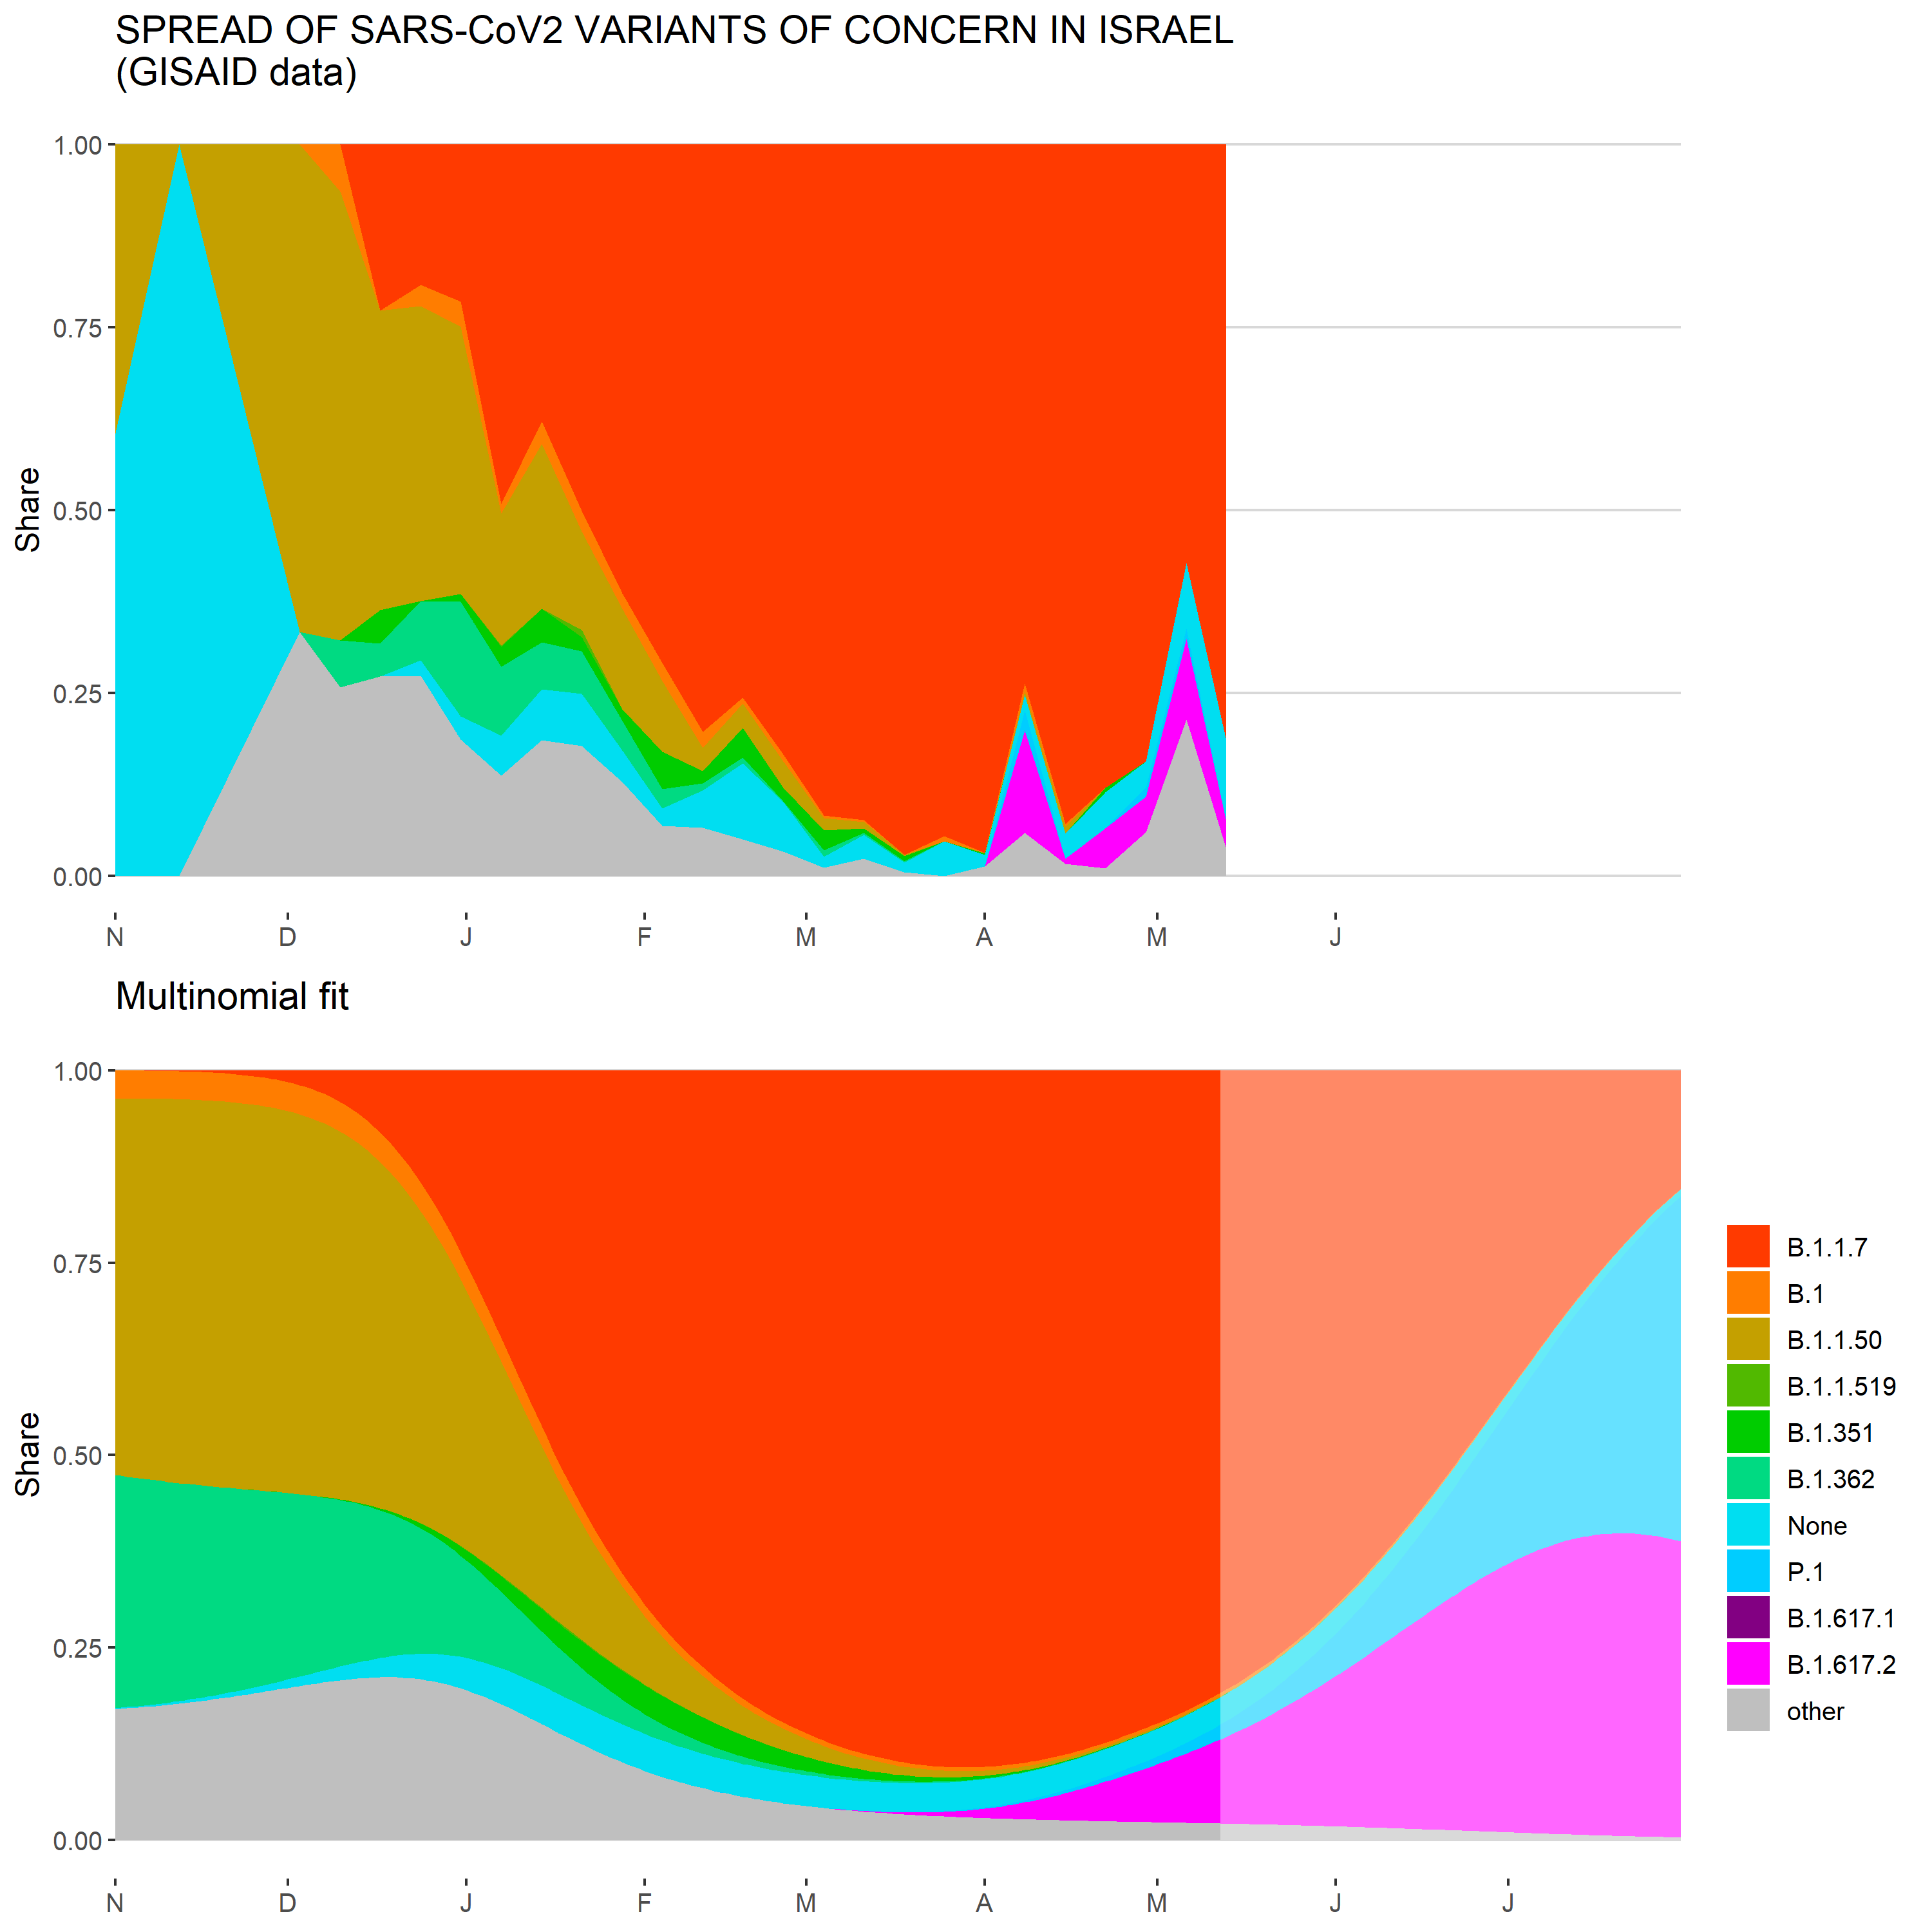 SPREAD OF SARS-CoV2 VARIANTS OF CONCERN IN ISRAEL
(GISAID data)
1.00
0.75
0.50
0.25
0.00
Share
N D J F M A M J
Multinomial fit
1.00
0.75
0.50
0.25
0.00
Share
N D J F M A M J J
B.1.1.7
B.1
B.1.1.50
B.1.1.519
B.1.351
B.1.362
None
P.1
B.1.617.1
B.1.617.2
other